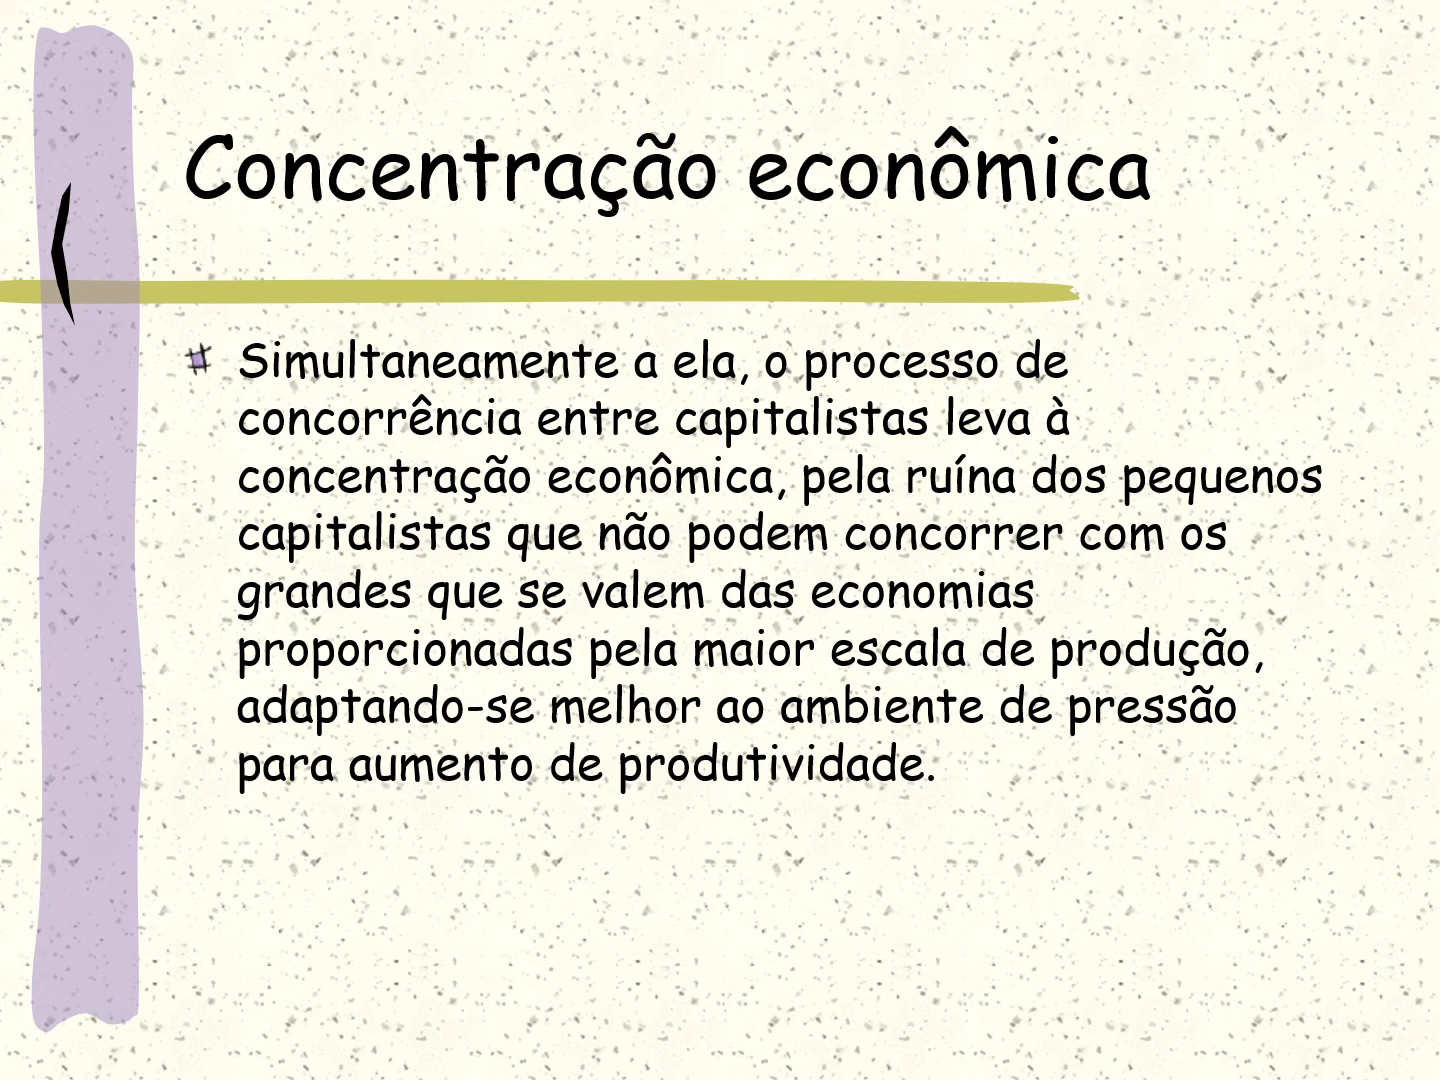 Concentração econômica
Simultaneamente a ela, o processo de
concorrência entre capitalistas leva à
concentração econômica, pela ruína dos pequenos
capitalistas que não podem concorrer com os
grandes que se valem das economias
proporcionadas pela maior escala de produção,
adaptando-se melhor ao ambiente de pressão
para aumento de produtividade.